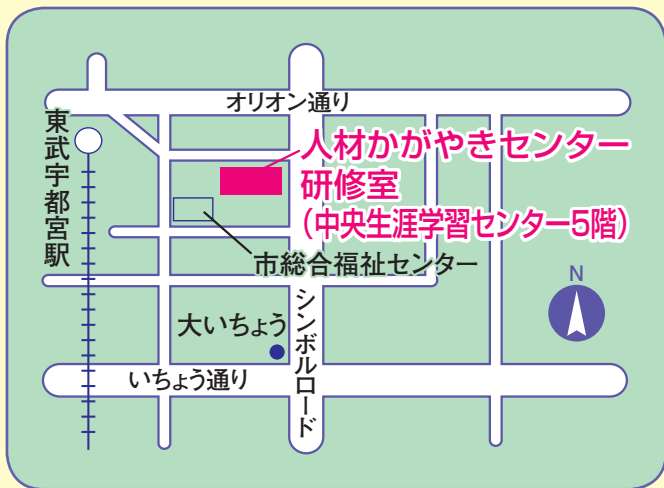 オリオン通り
東武宇都宮駅
人材かがやきセンター
研修室
(中央生涯学習センター5階)
市総合福祉センター
N
シンボルロード
大いちょう
いちょう通り